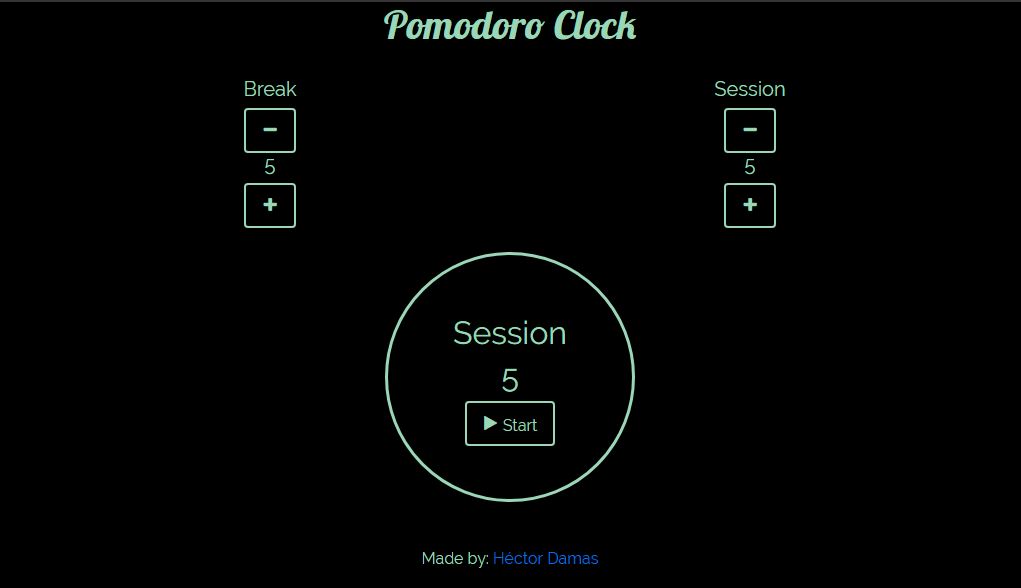 Pomodoro Clock
Break
−
5
+
Session
−
5
+
Session
5
Start
Made by: Héctor Damas